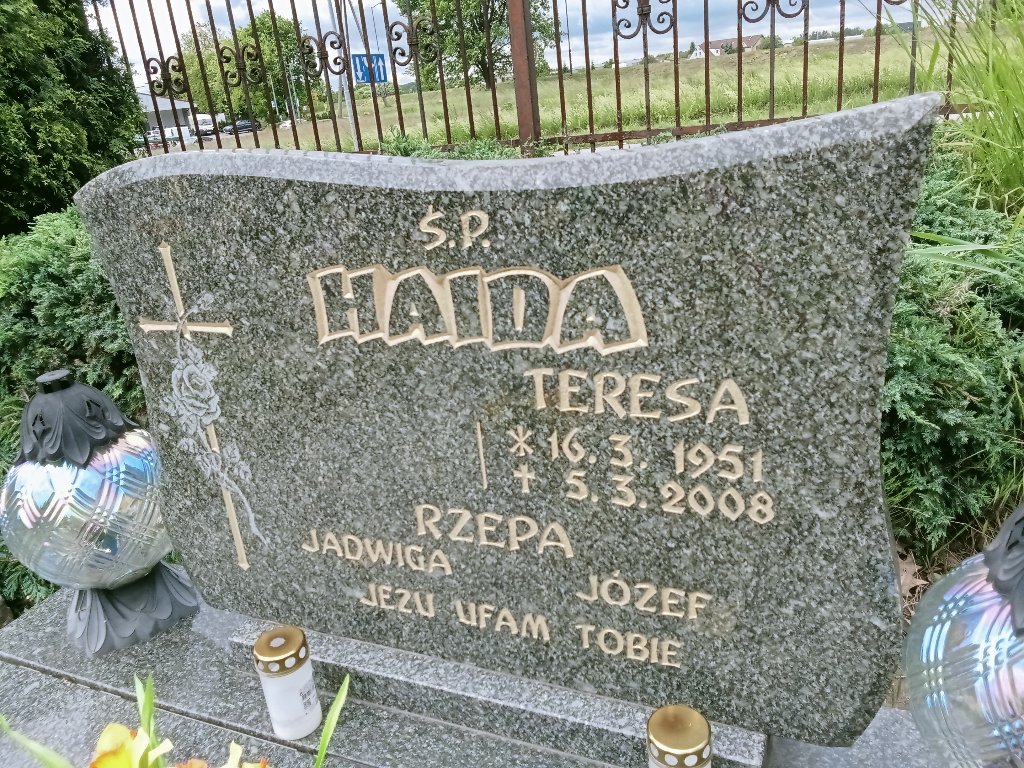 Ś.P.
HAIDA
TERESA
* 16. 3. 1951
✝ 5. 3. 2008
RZEPA
JADWIGA JÓZEF
JEZU UFAM TOBIE